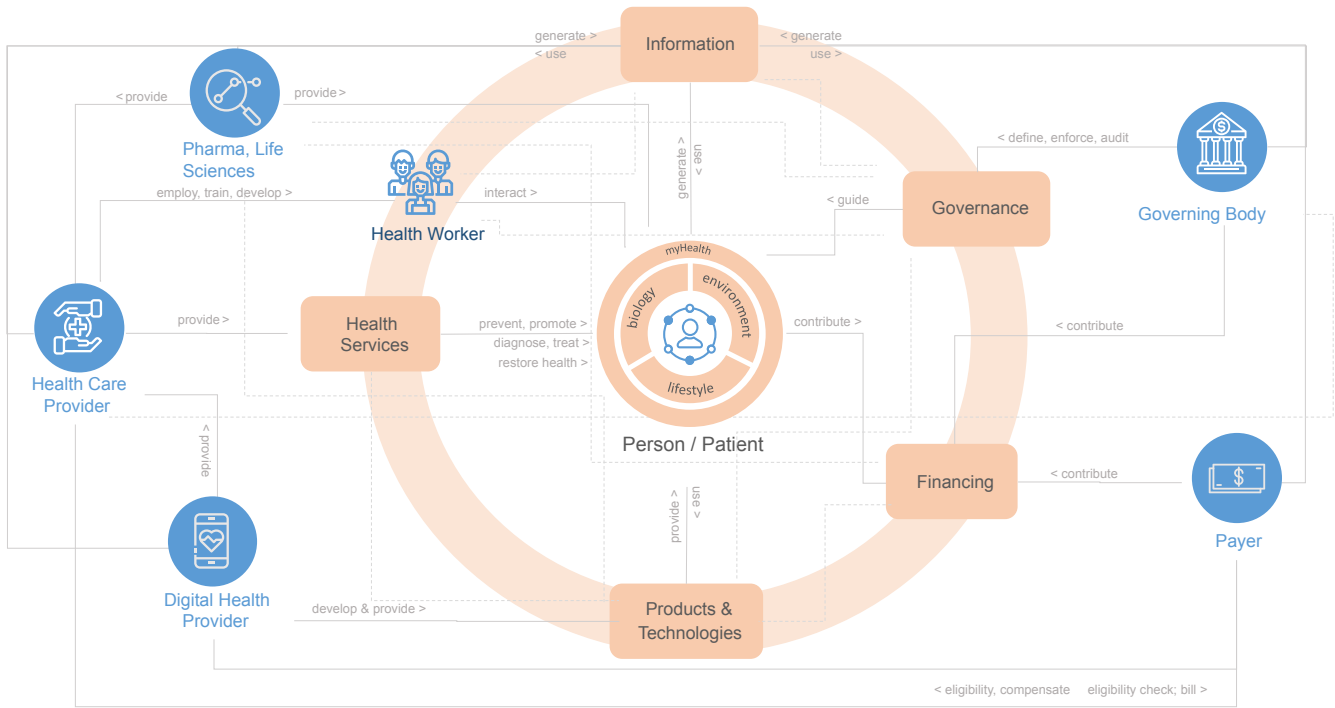 generate >
< use
Information
< generate
use >
< provide
provide >
Pharma, Life
Sciences
generate >
use >
< define, enforce, audit
employ, train, develop >
interact >
< guide
Governance
Governing Body
Health Worker
myHealth
biology
environment
lifestyle
provide >
Health
Services
prevent, promote >
diagnose, treat >
restore health >
contribute >
< contribute
Health Care
Provider
Person / Patient
< provide
Financing
< contribute
provide >
use >
Payer
Digital Health
Provider
develop & provide >
Products &
Technologies
< eligibility, compensate
eligibility check; bill >
$
$